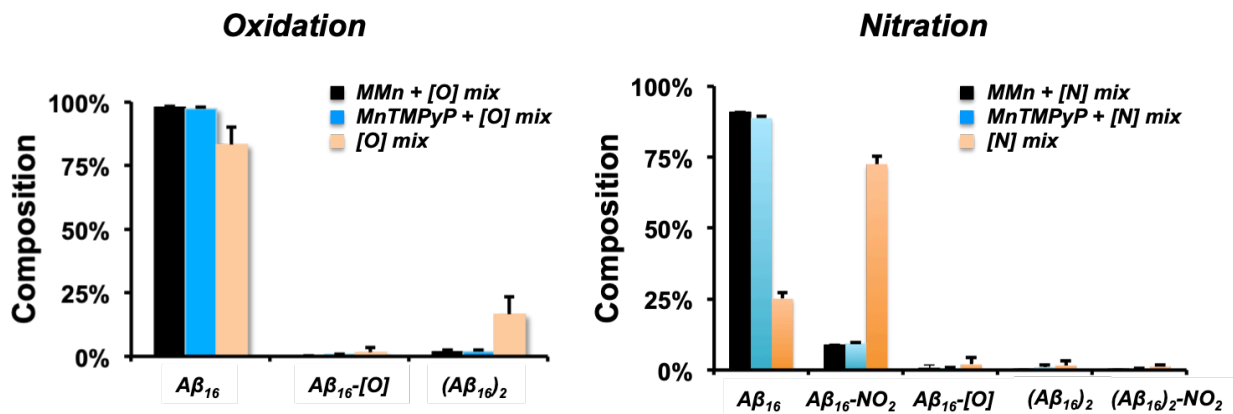 Oxidation
Composition
100%
75%
50%
25%
0%
MMn + [O] mix
MnTMPyP + [O] mix
[O] mix
Aβ₁₆
Aβ₁₆-[O]
(Aβ₁₆)₂
Nitration
Composition
100%
75%
50%
25%
0%
MMn + [N] mix
MnTMPyP + [N] mix
[N] mix
Aβ₁₆
Aβ₁₆-NO₂
Aβ₁₆-[O]
(Aβ₁₆)₂
(Aβ₁₆)₂-NO₂